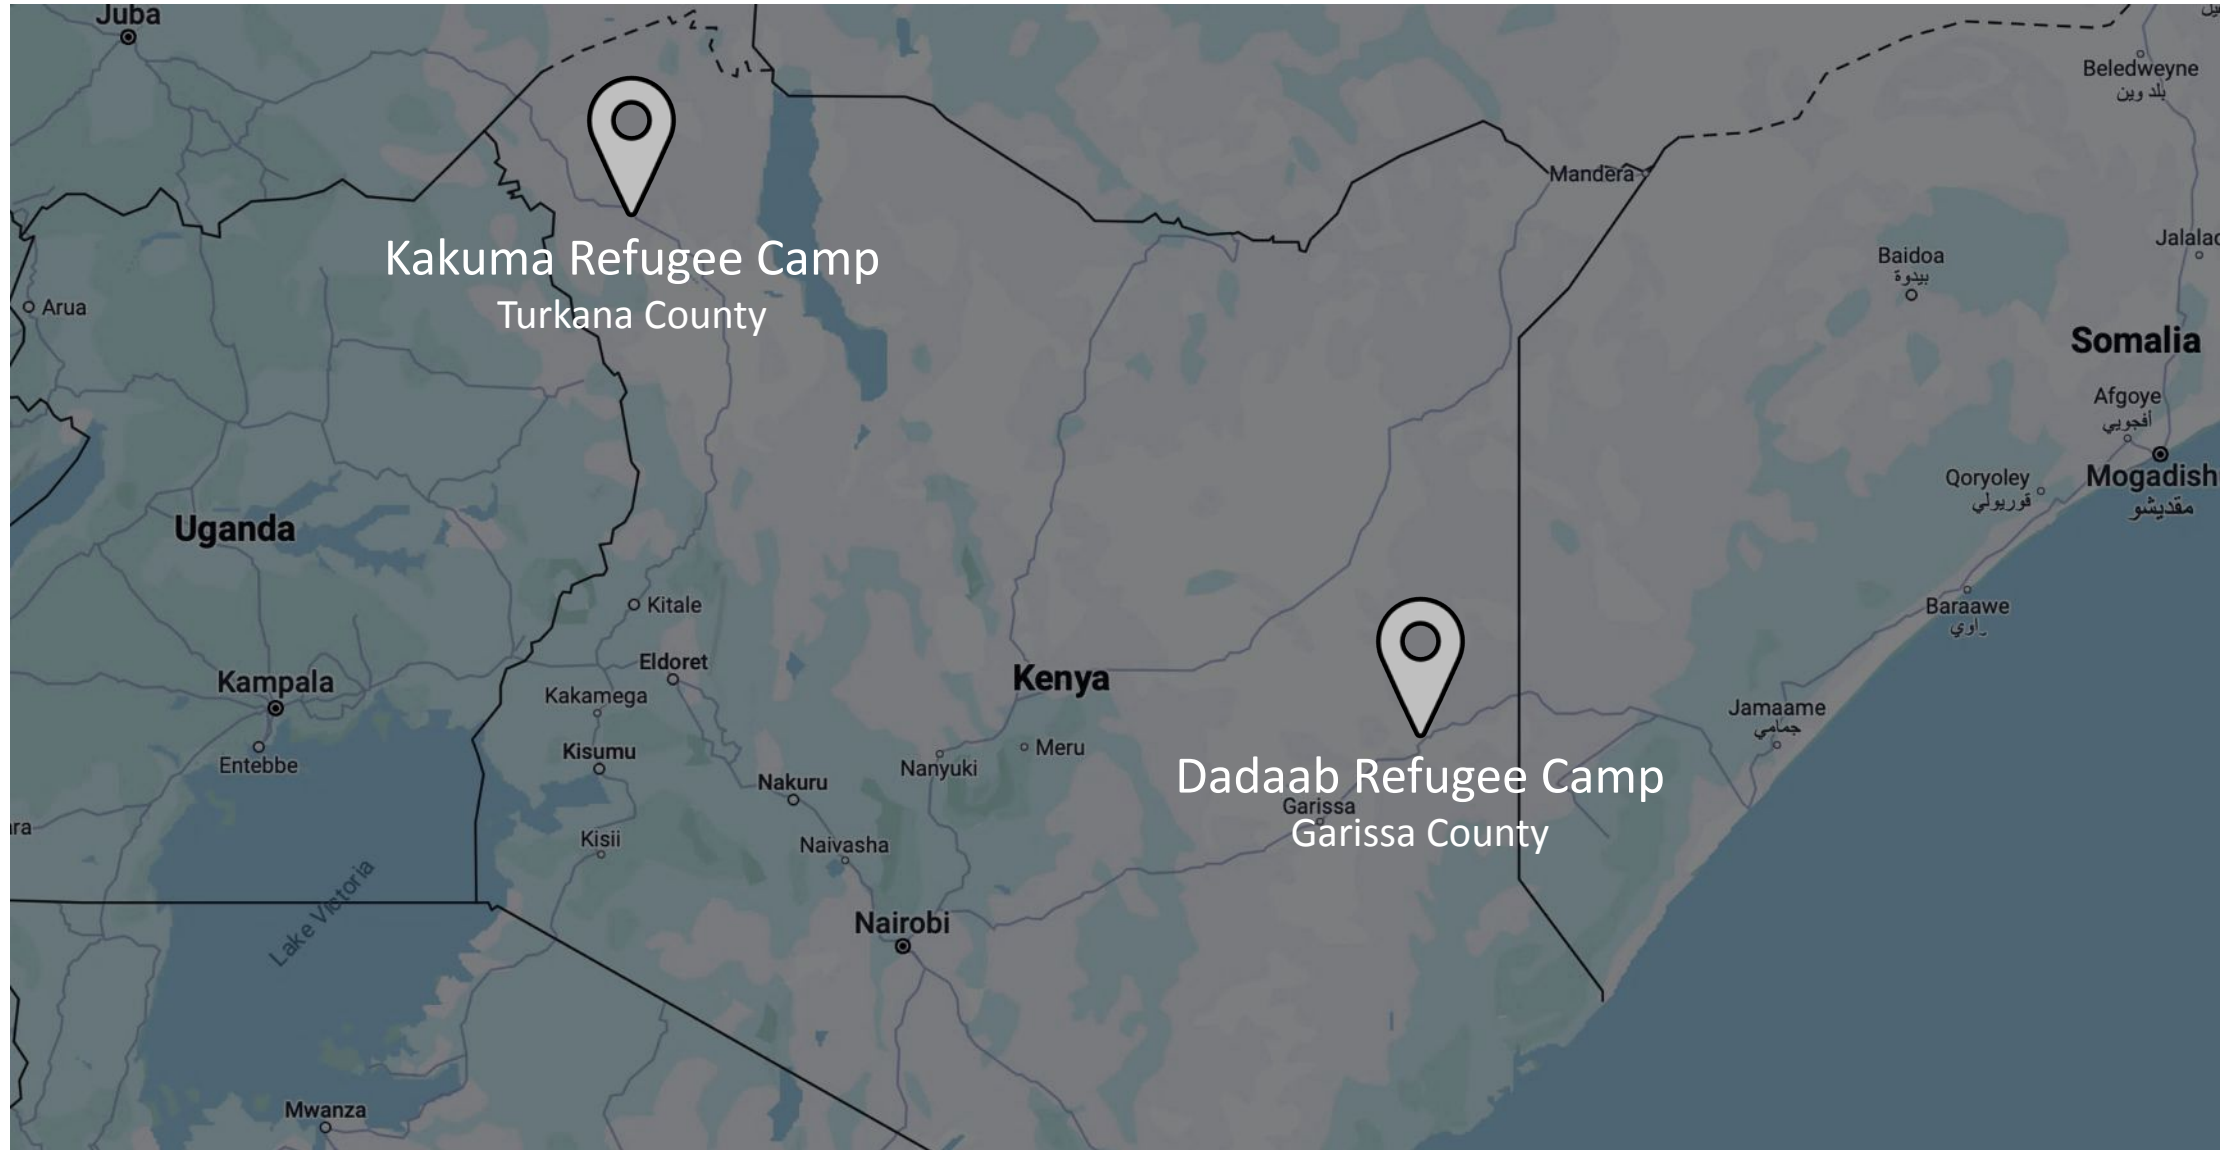 Juba
Beledweyne
بلد وين
Mandera
Kakuma Refugee Camp
Turkana County
Baidoa
بيدوة
Arua
Somalia
Afgoye
أفجويي
Qoryoley
قوريولي
Mogadish
مقديشو
Uganda
Kitale
Baraawe
راوي
Eldoret
Kenya
Kampala
Kakamega
Jamaame
جمامي
Entebbe
Kisumu
Nanyuki
Meru
Nakuru
Dadaab Refugee Camp
Garissa
Garissa County
Kisii
Naivasha
Lake Victoria
Nairobi
Mwanza